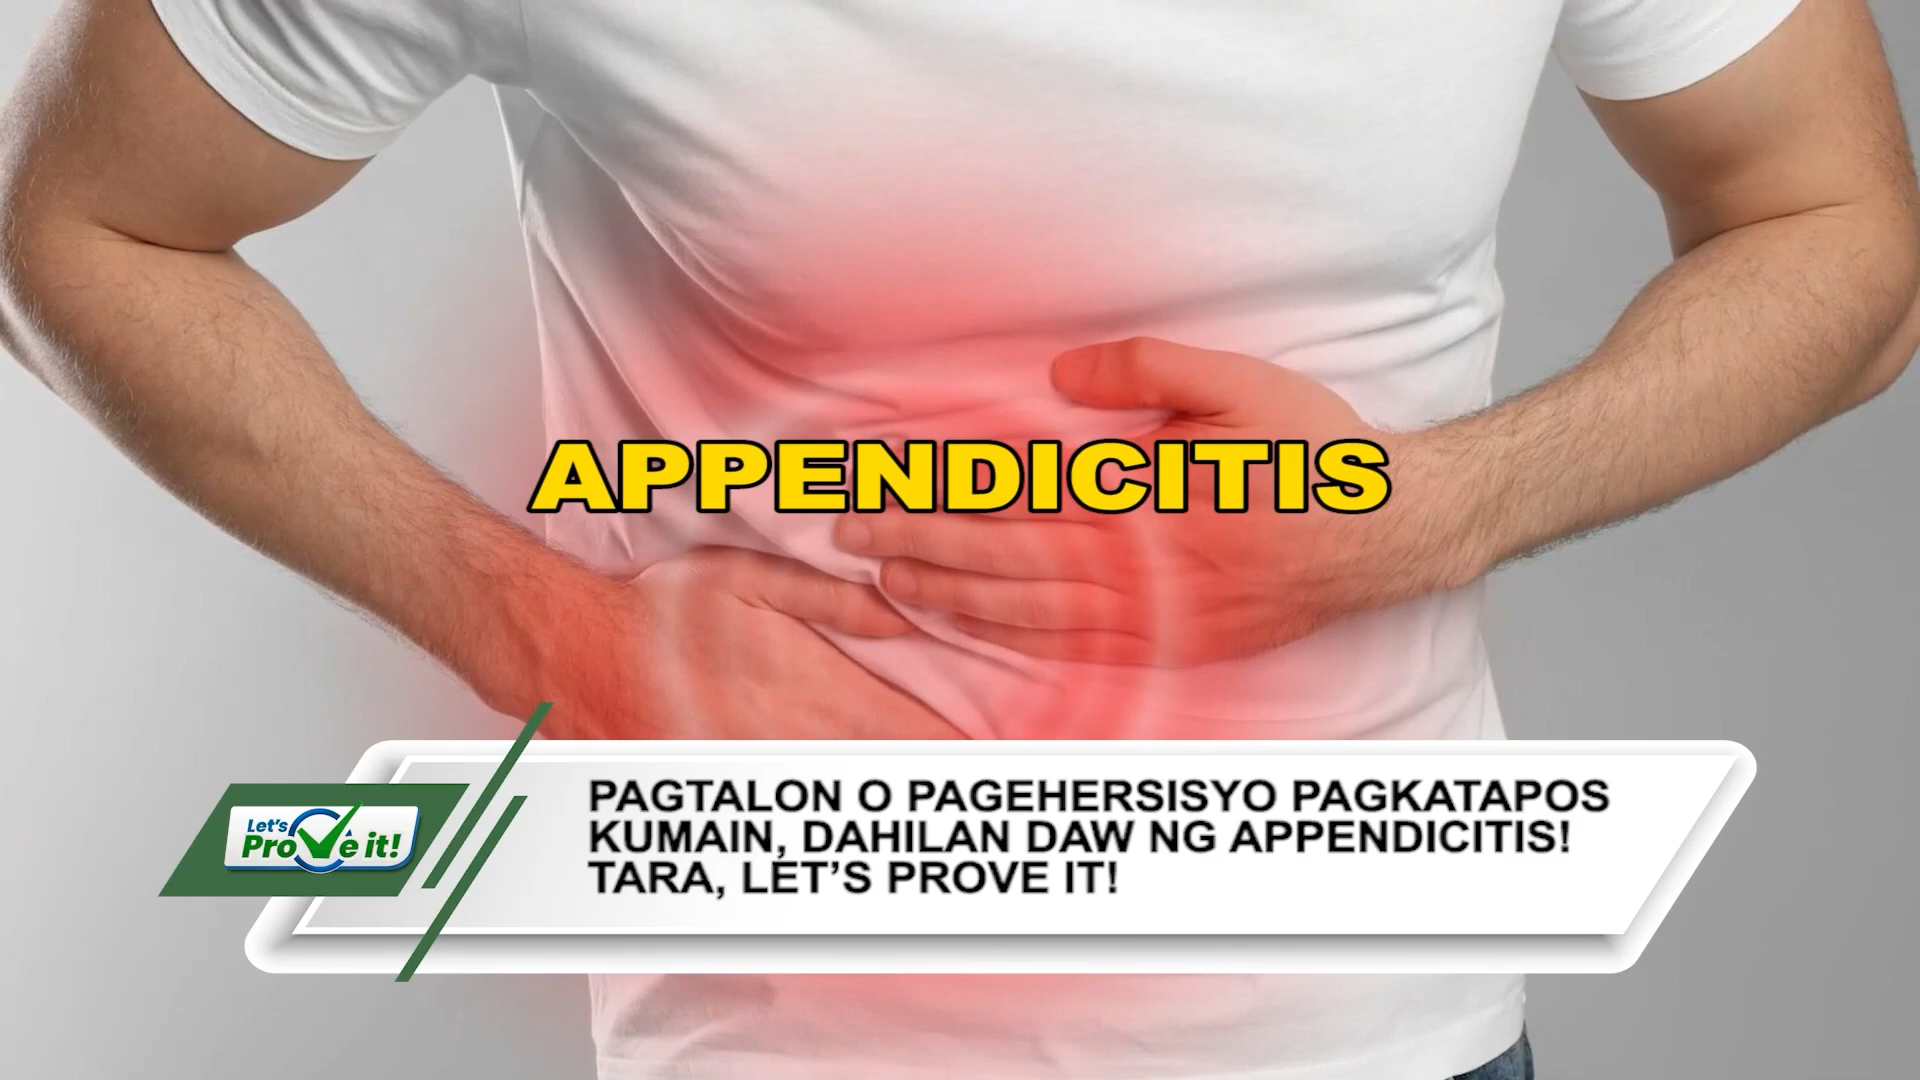 APPENDICITIS
Let's
Prove it!
PAGTALON O PAGEHERSISYO PAGKATAPOS
KUMAIN, DAHILAN DAW NG APPENDICITIS!
TARA, LET'S PROVE IT!